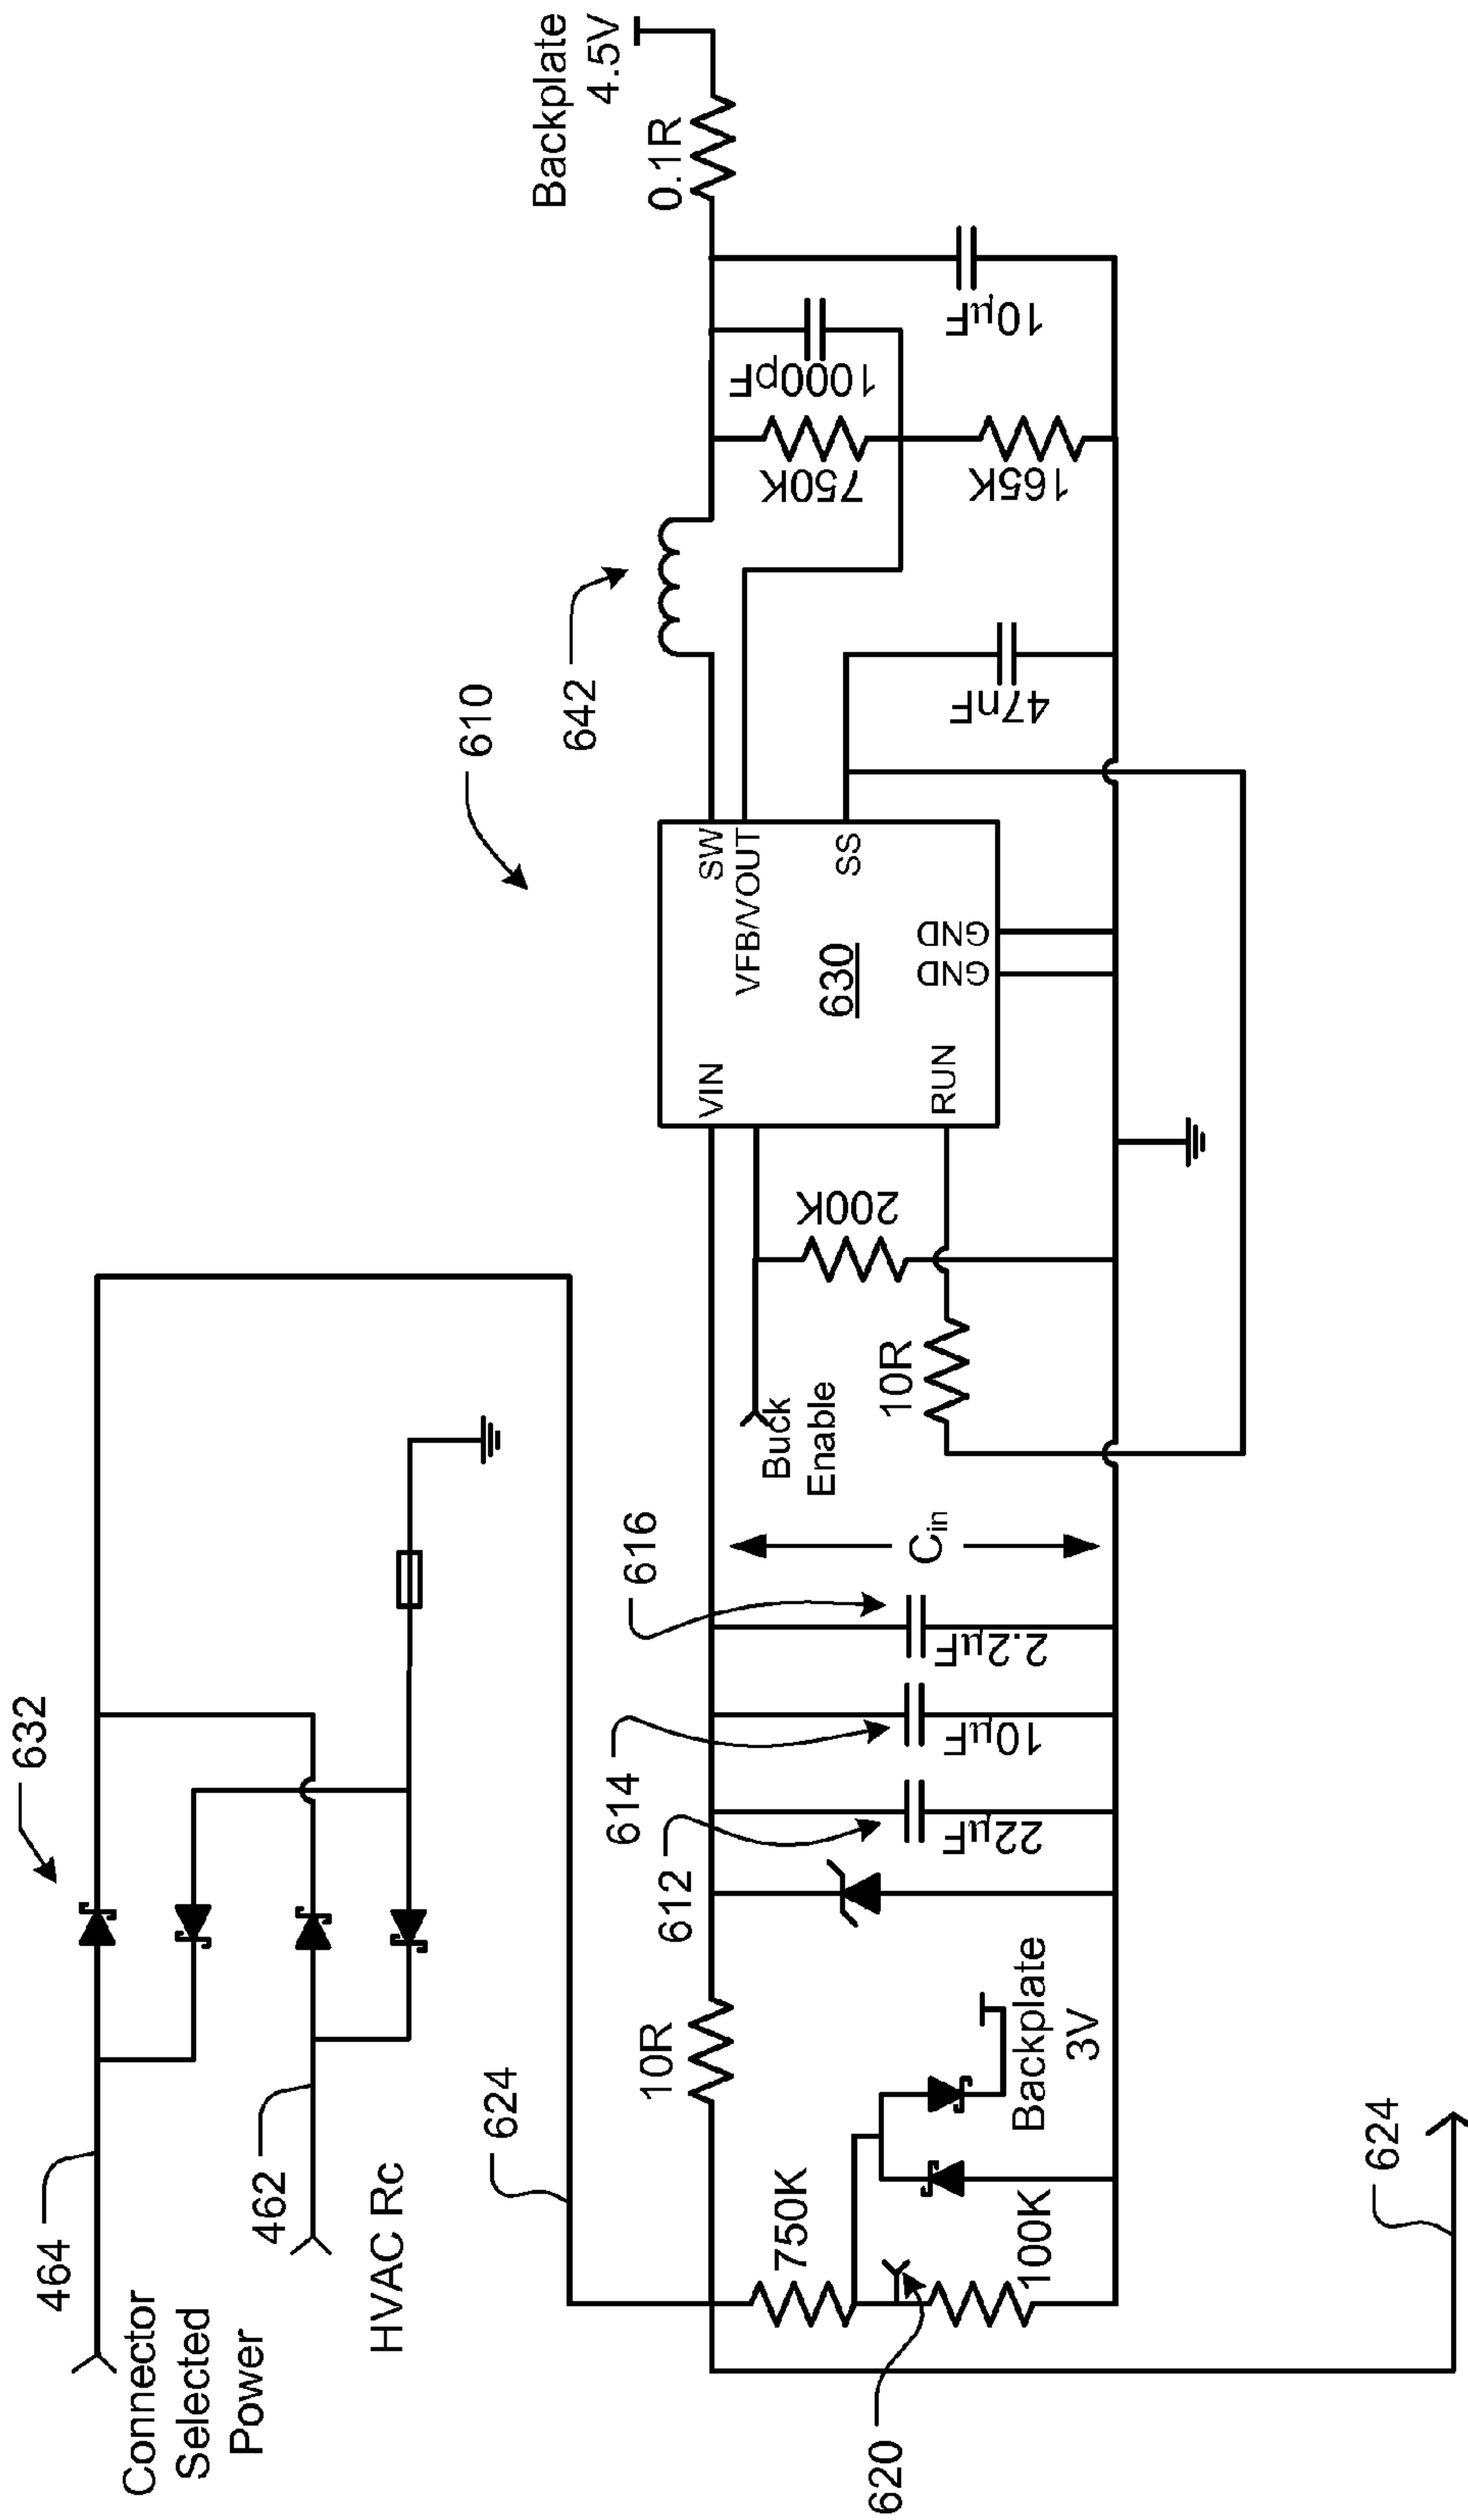 632
464
Connector
Selected
Power
462
HVAC Rc
624
610
642
Backplate
4.5V
0.1R
10R
612
614
616
22µF
10µF
2.2µF
Cin
Buck
Enable
200K
10R
VIN
RUN
630
SW
VFB/VOUT
SS
GND
GND
47nF
750K
165K
1000pF
10µF
750K
100K
Backplate
3V
620
624